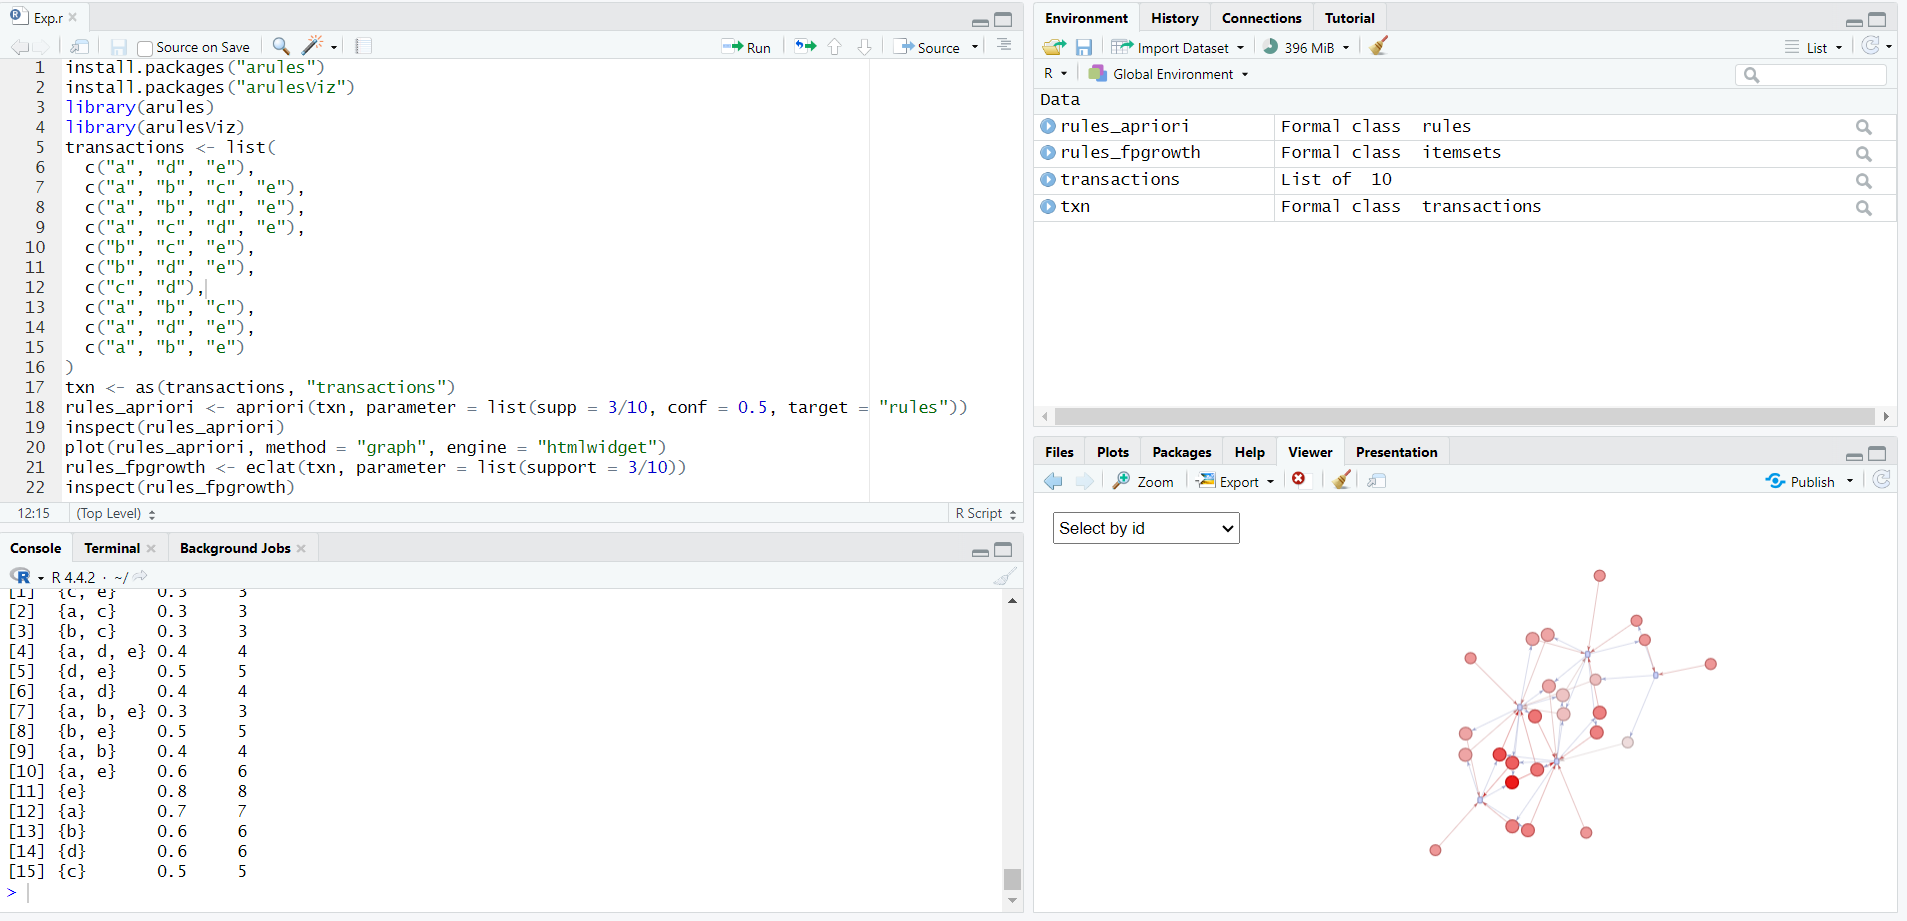 Exp.r
Source on Save
Run
Source
1 install.packages("arules")
2 install.packages("arulesViz")
3 library(arules)
4 library(arulesViz)
5 transactions <- list(
6 c("a", "d", "e"),
7 c("a", "b", "c", "e"),
8 c("a", "b", "d", "e"),
9 c("a", "c", "d", "e"),
10 c("b", "c", "e"),
11 c("b", "d", "e"),
12 c("c", "d"),
13 c("a", "b", "c"),
14 c("a", "d", "e"),
15 c("a", "b", "e")
16 )
17 txn <- as(transactions, "transactions")
18 rules_apriori <- apriori(txn, parameter = list(supp = 3/10, conf = 0.5, target = "rules"))
19 inspect(rules_apriori)
20 plot(rules_apriori, method = "graph", engine = "htmlwidget")
21 rules_fpgrowth <- eclat(txn, parameter = list(support = 3/10))
22 inspect(rules_fpgrowth)
12:15 (Top Level) R Script
Console Terminal Background Jobs
R R 4.4.2 · ~/
[1] {c, e} 0.3 3
[2] {a, c} 0.3 3
[3] {b, c} 0.3 3
[4] {a, d, e} 0.4 4
[5] {d, e} 0.5 5
[6] {a, d} 0.4 4
[7] {a, b, e} 0.3 3
[8] {b, e} 0.5 5
[9] {a, b} 0.4 4
[10] {a, e} 0.6 6
[11] {e} 0.8 8
[12] {a} 0.7 7
[13] {b} 0.6 6
[14] {d} 0.6 6
[15] {c} 0.5 5
>
Environment History Connections Tutorial
Import Dataset 396 MiB List
R Global Environment
Data
rules_apriori Formal class rules
rules_fpgrowth Formal class itemsets
transactions List of 10
txn Formal class transactions
Files Plots Packages Help Viewer Presentation
Zoom Export Publish
Select by id